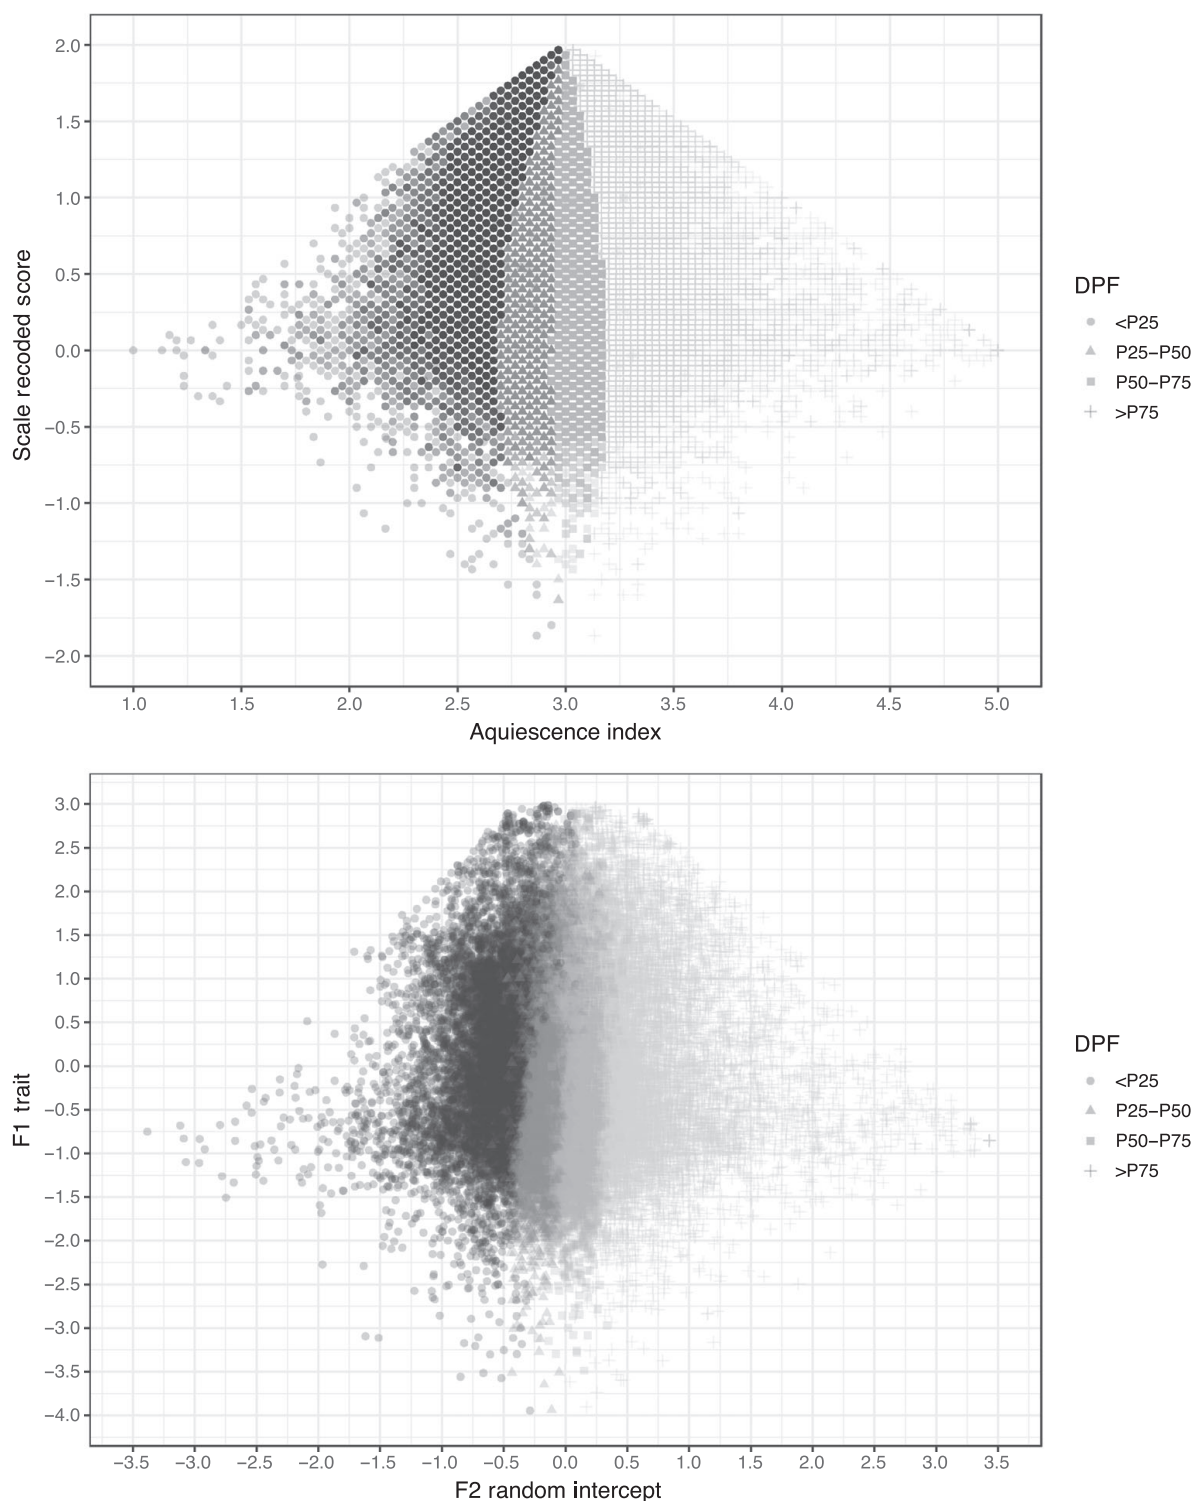 2.0
1.5
1.0
0.5
0.0
−0.5
−1.0
−1.5
−2.0
Scale recoded score
1.0 1.5 2.0 2.5 3.0 3.5 4.0 4.5 5.0
Aquiescence index
DPF
<P25
P25−P50
P50−P75
>P75
3.0
2.5
2.0
1.5
1.0
0.5
0.0
−0.5
−1.0
−1.5
−2.0
−2.5
−3.0
−3.5
−4.0
F1 trait
−3.5 −3.0 −2.5 −2.0 −1.5 −1.0 −0.5 0.0 0.5 1.0 1.5 2.0 2.5 3.0 3.5
F2 random intercept
DPF
<P25
P25−P50
P50−P75
>P75